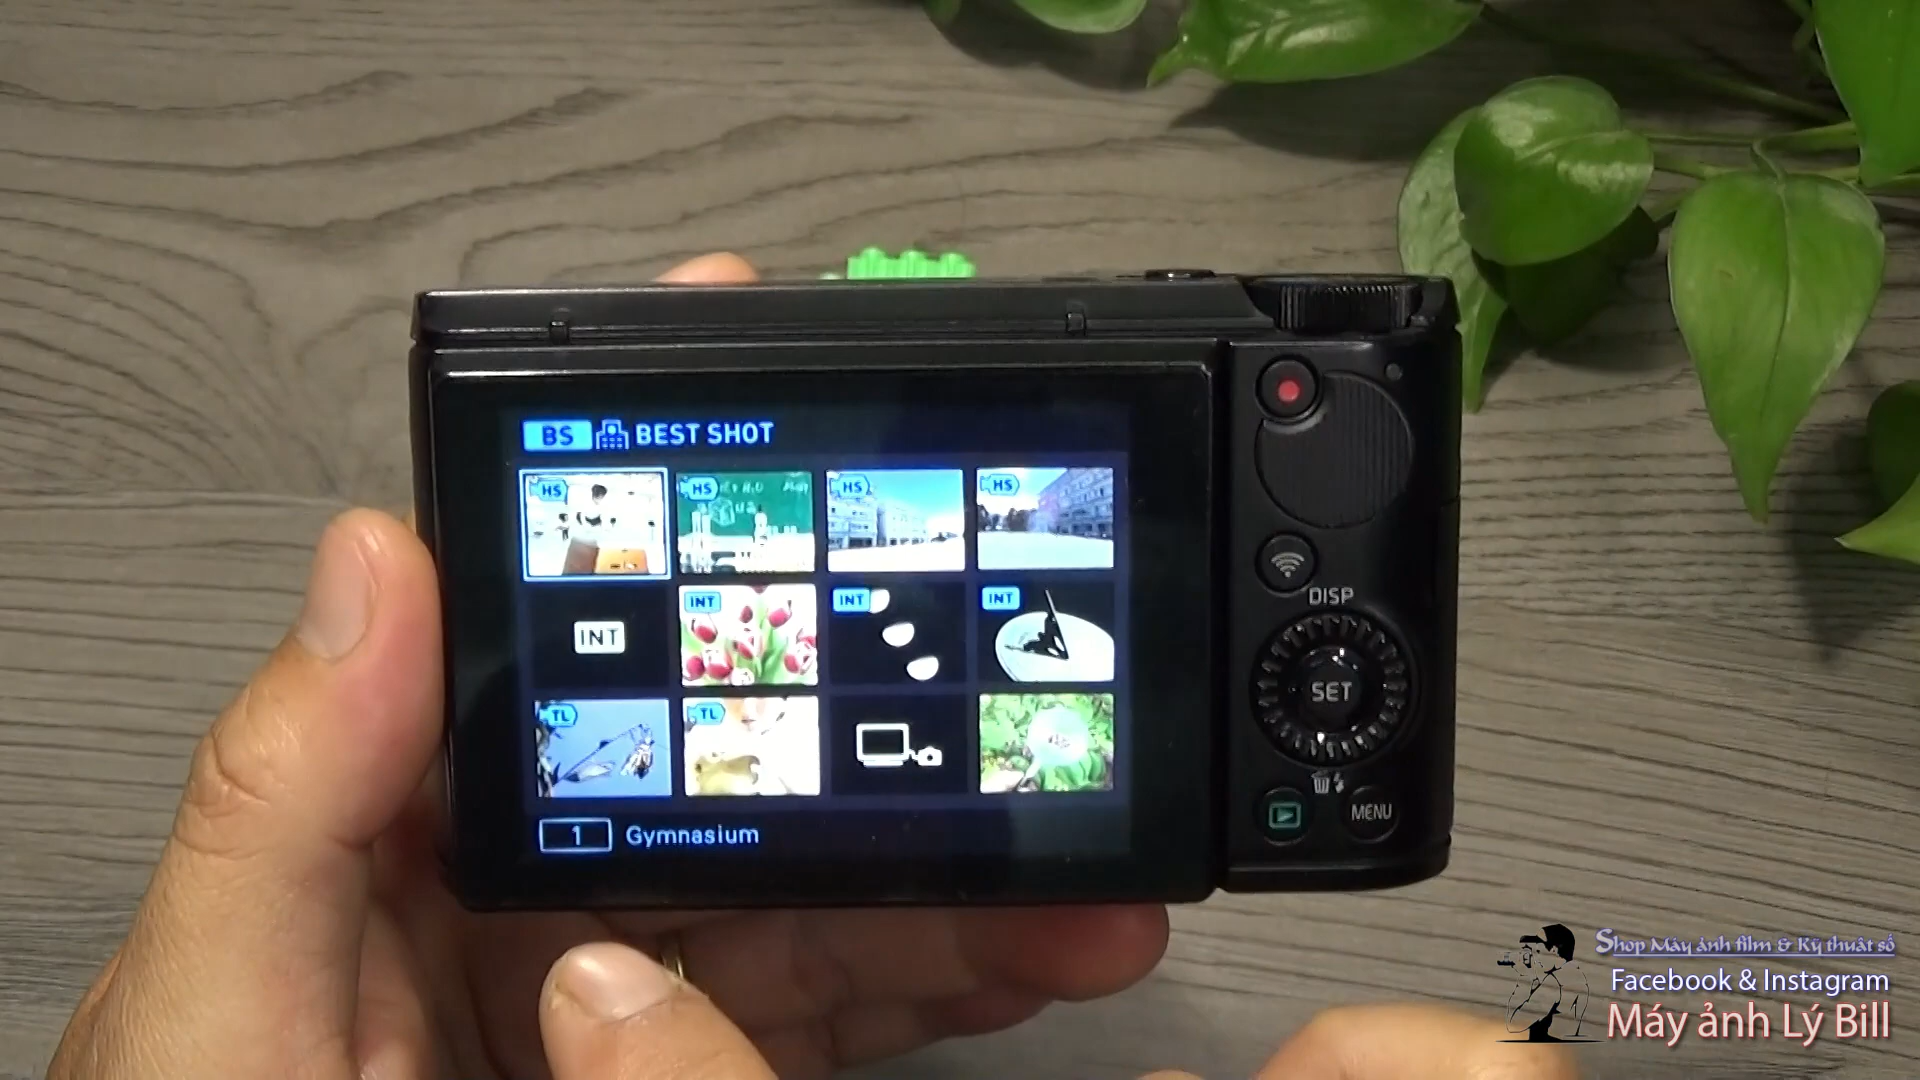 BS BEST SHOT
HS HS HS HS
INT INT INT INT
TL TL
1 Gymnasium
DISP
SET
MENU
Shop Máy ảnh film & Kỹ thuật số
Facebook & Instagram
Máy ảnh Lý Bill